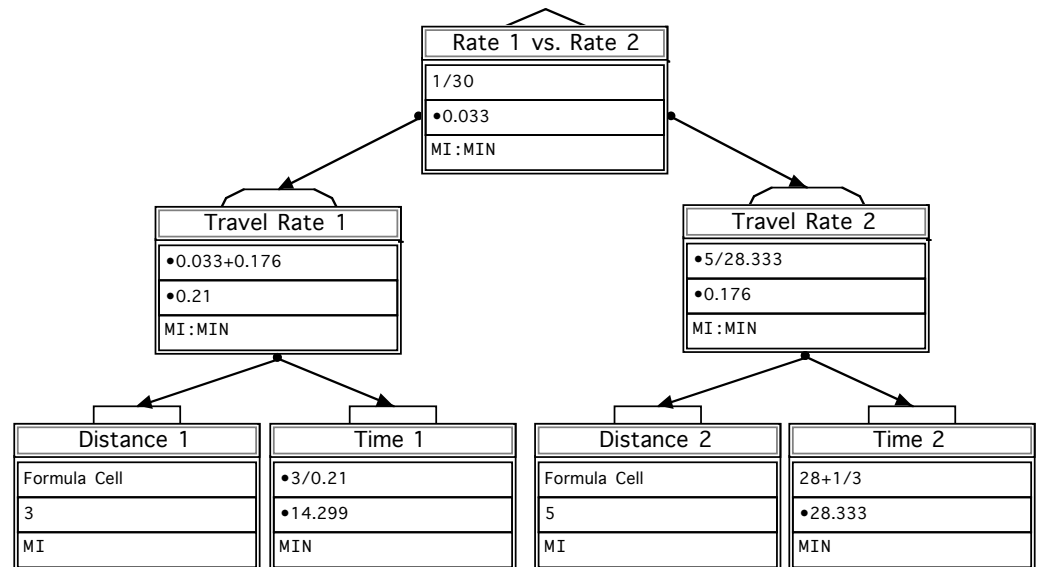 Rate 1 vs. Rate 2
1/30
•0.033
MI:MIN
Travel Rate 1
•0.033+0.176
•0.21
MI:MIN
Travel Rate 2
•5/28.333
•0.176
MI:MIN
Distance 1
Formula Cell
3
MI
Time 1
•3/0.21
•14.299
MIN
Distance 2
Formula Cell
5
MI
Time 2
28+1/3
•28.333
MIN